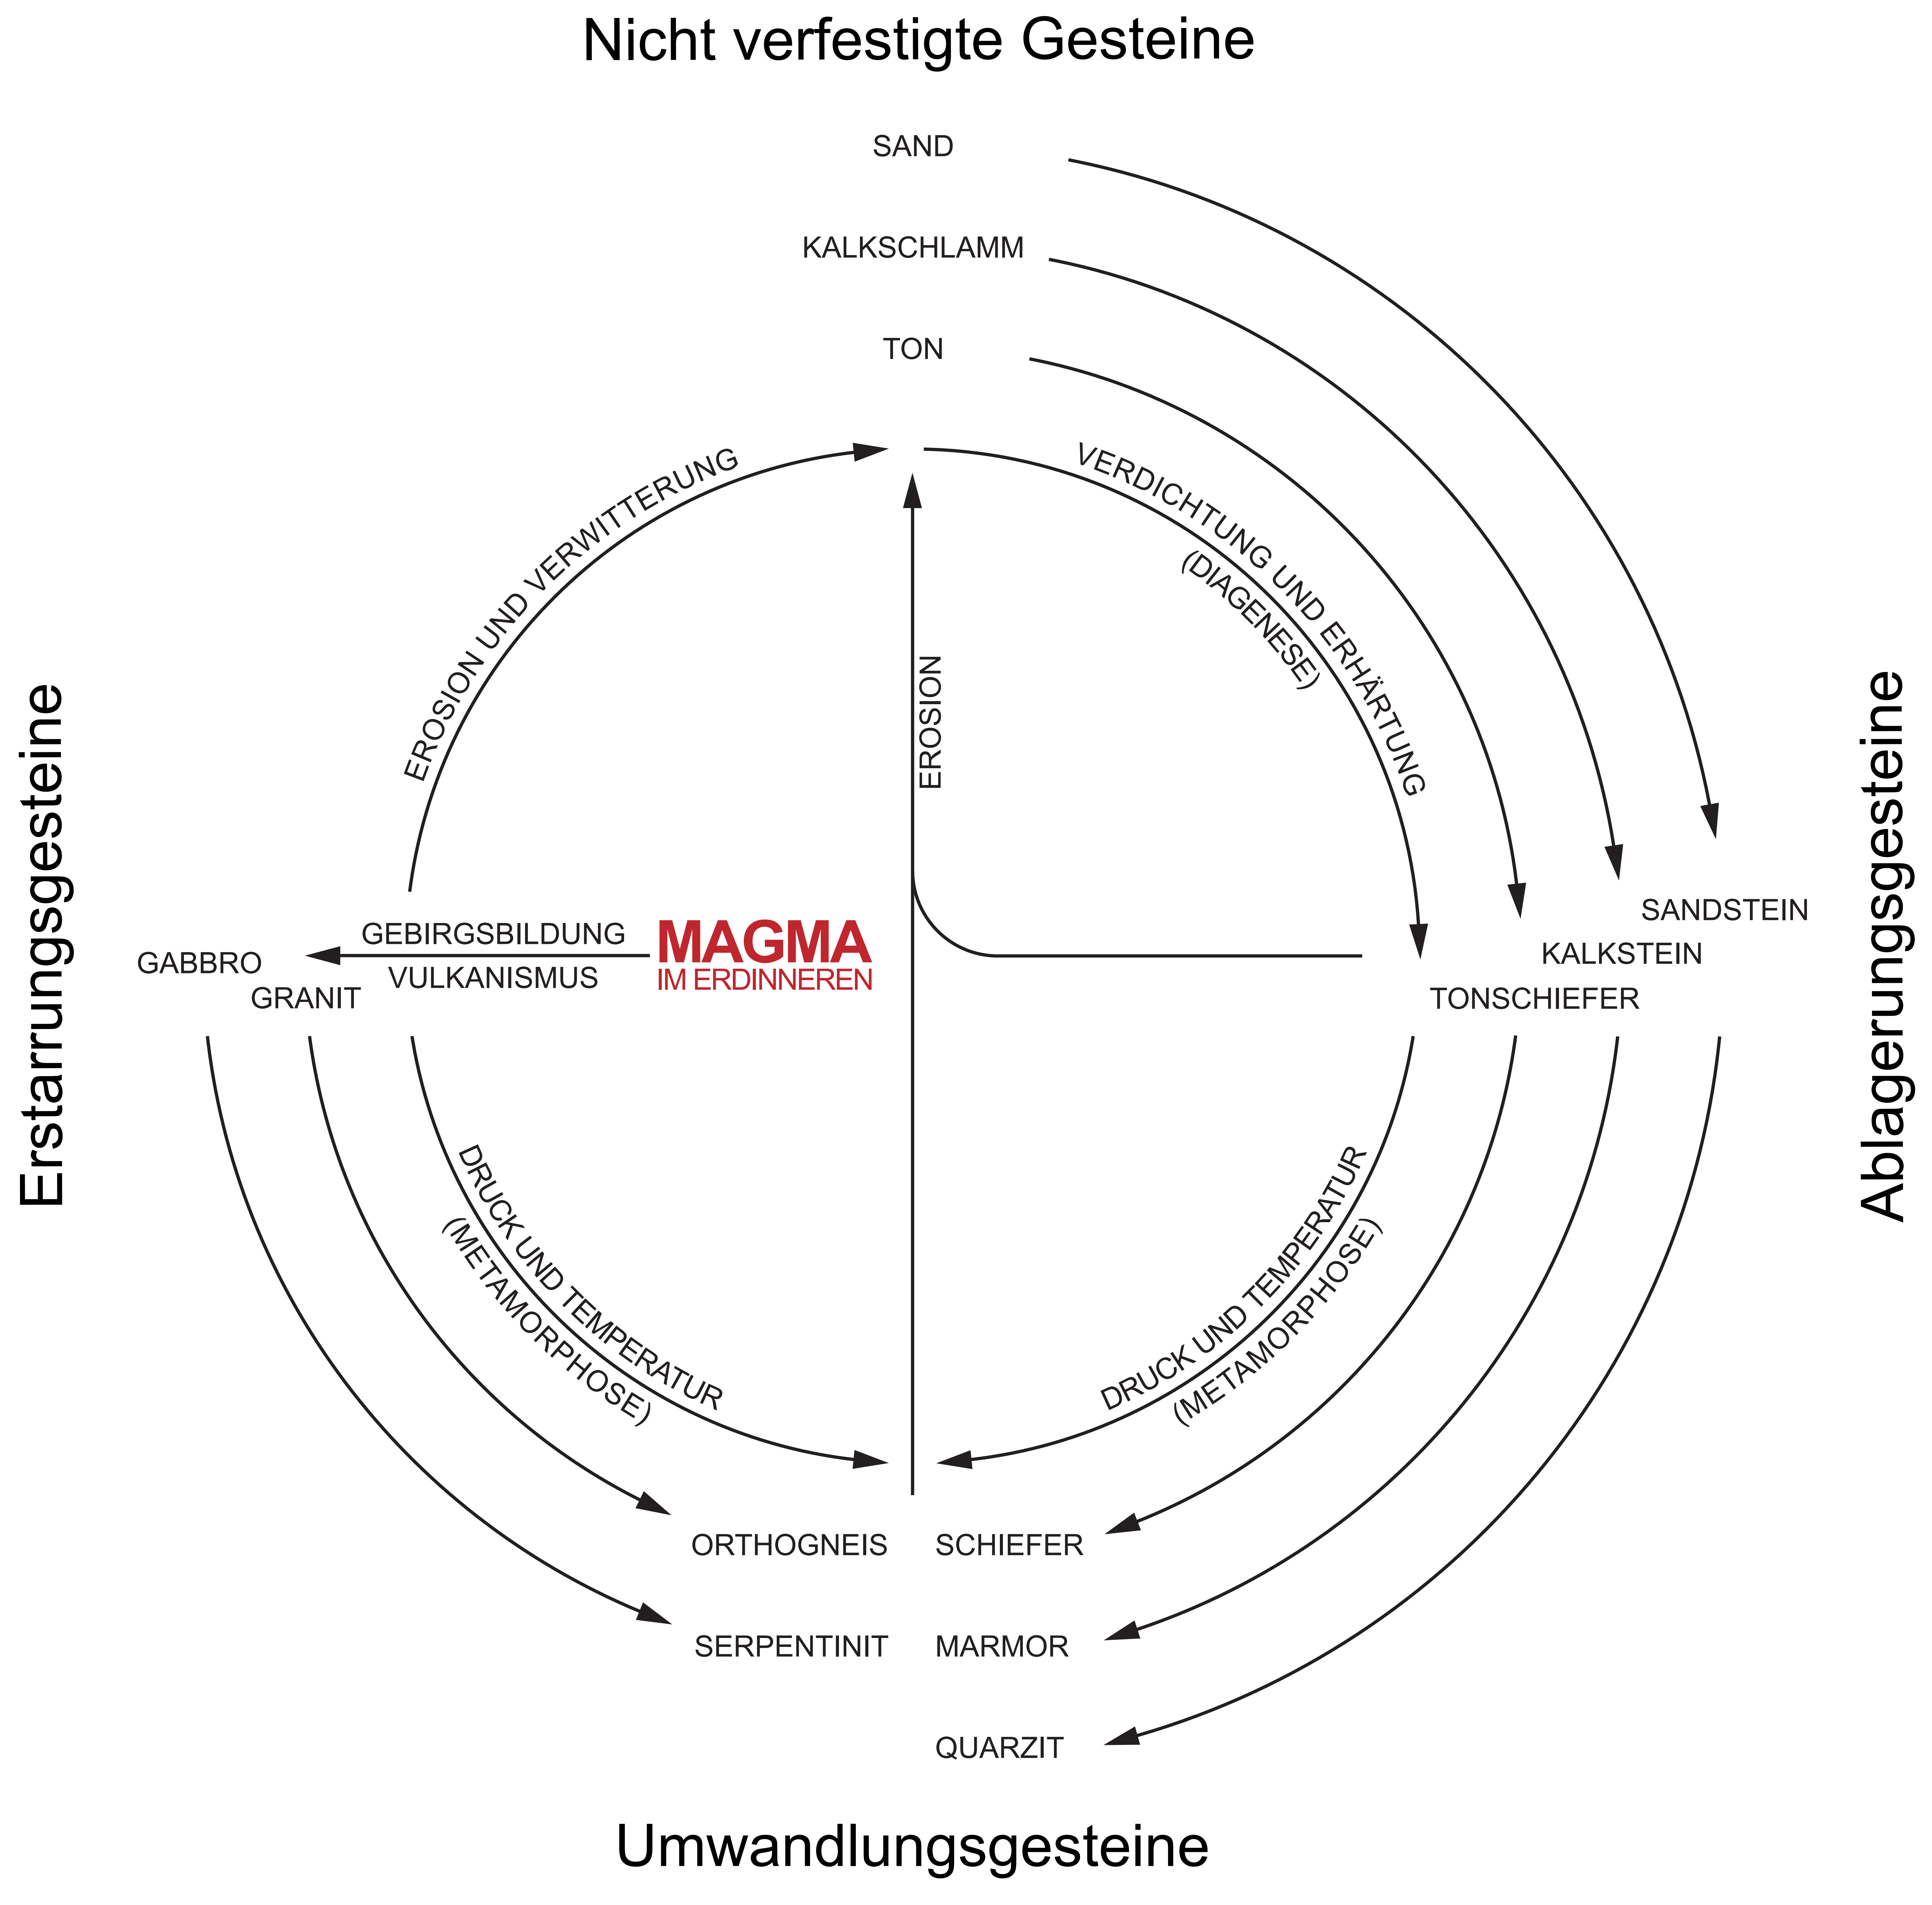 Nicht verfestigte Gesteine
SAND
KALKSCHLAMM
TON
EROSION UND VERWITTERUNG
VERDICHTUNG UND ERHÄRTUNG
(DIAGENESE)
EROSION
Erstarrungsgesteine
Ablagerungsgesteine
GEBIRGSBILDUNG
VULKANISMUS
MAGMA
IM ERDINNEREN
GABBRO
GRANIT
SANDSTEIN
KALKSTEIN
TONSCHIEFER
DRUCK UND TEMPERATUR
(METAMORPHOSE)
DRUCK UND TEMPERATUR
(METAMORPHOSE)
ORTHOGNEIS
SCHIEFER
SERPENTINIT
MARMOR
QUARZIT
Umwandlungsgesteine